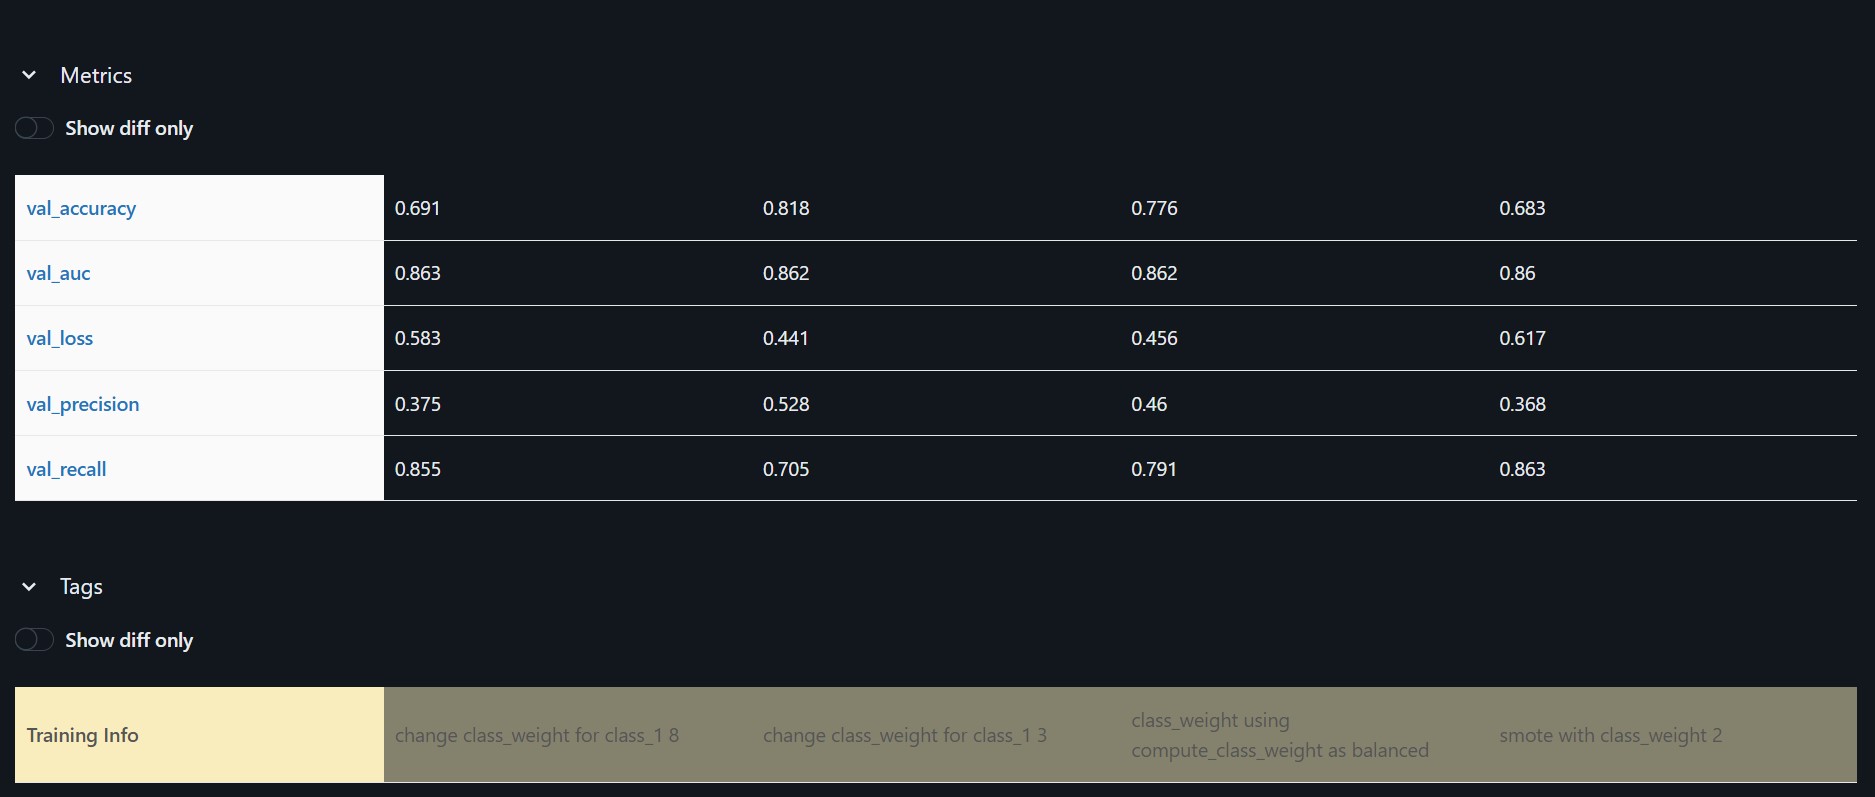 Metrics
Show diff only
val_accuracy 0.691 0.818 0.776 0.683
val_auc 0.863 0.862 0.862 0.86
val_loss 0.583 0.441 0.456 0.617
val_precision 0.375 0.528 0.46 0.368
val_recall 0.855 0.705 0.791 0.863
Tags
Show diff only
Training Info change class_weight for class_1 8 change class_weight for class_1 3 class_weight using
compute_class_weight as balanced smote with class_weight 2